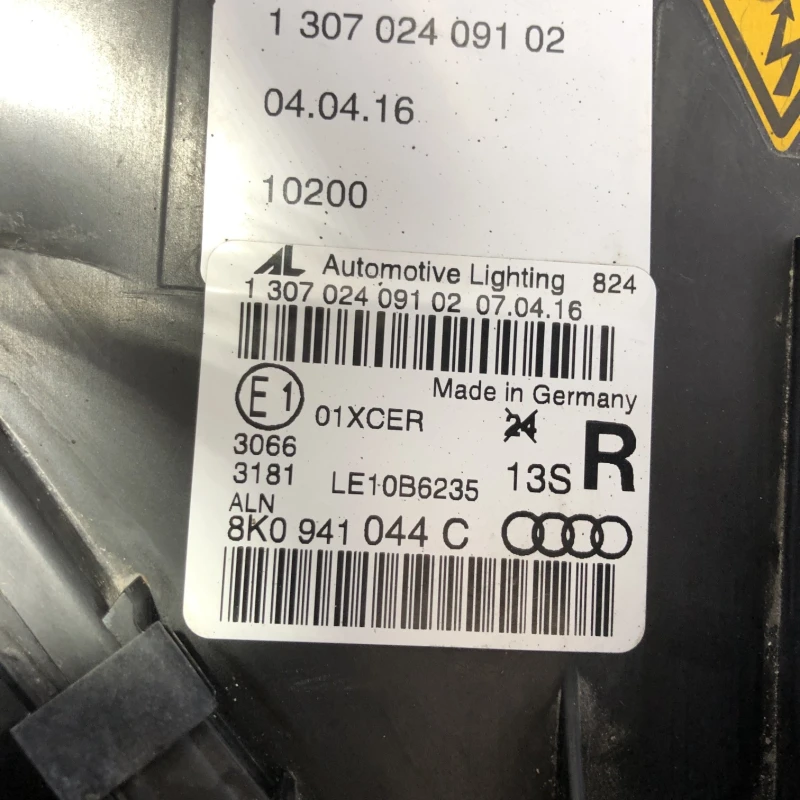 1 307 024 091 02
04.04.16
10200
AL Automotive Lighting 824
1 307 024 091 02 07.04.16
Made in Germany
E1 01XCER 24 R
3066
3181 LE10B6235 13S
ALN
8K0 941 044 C